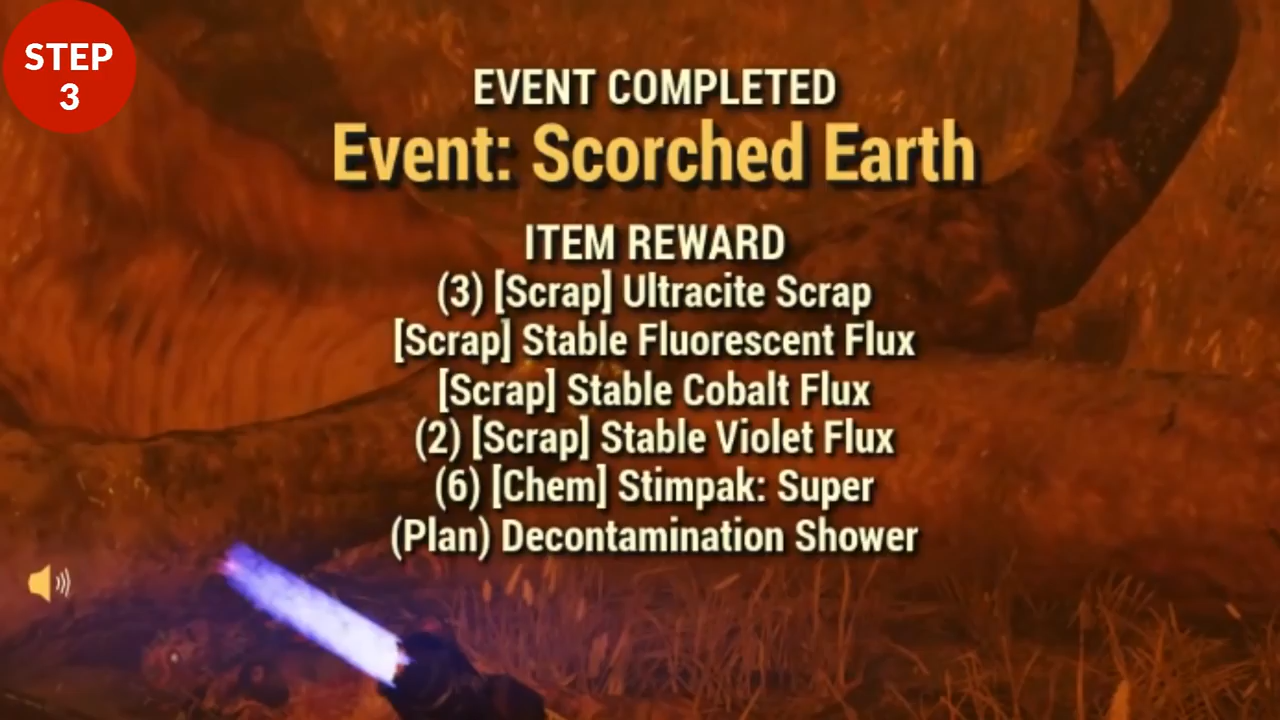 STEP
3
EVENT COMPLETED
Event: Scorched Earth
ITEM REWARD
(3) [Scrap] Ultracite Scrap
[Scrap] Stable Fluorescent Flux
[Scrap] Stable Cobalt Flux
(2) [Scrap] Stable Violet Flux
(6) [Chem] Stimpak: Super
(Plan) Decontamination Shower